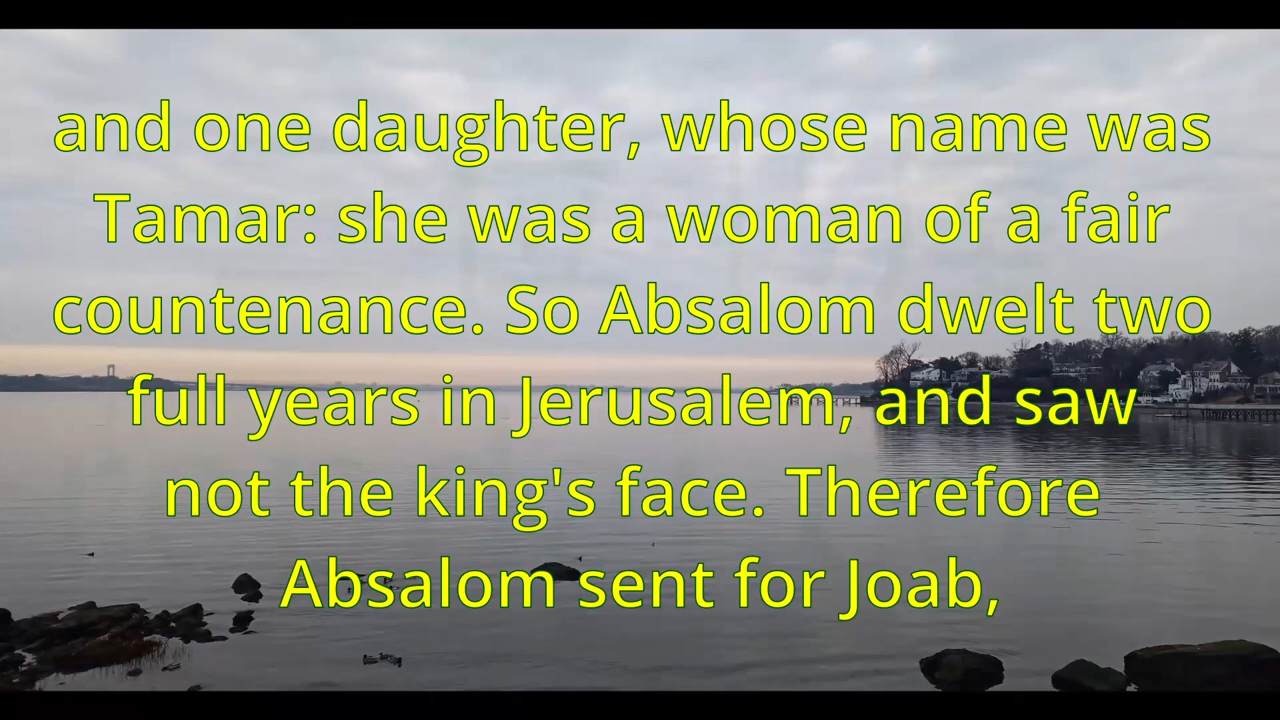 and one daughter, whose name was
Tamar: she was a woman of a fair
countenance. So Absalom dwelt two
full years in Jerusalem, and saw
not the king's face. Therefore
Absalom sent for Joab,